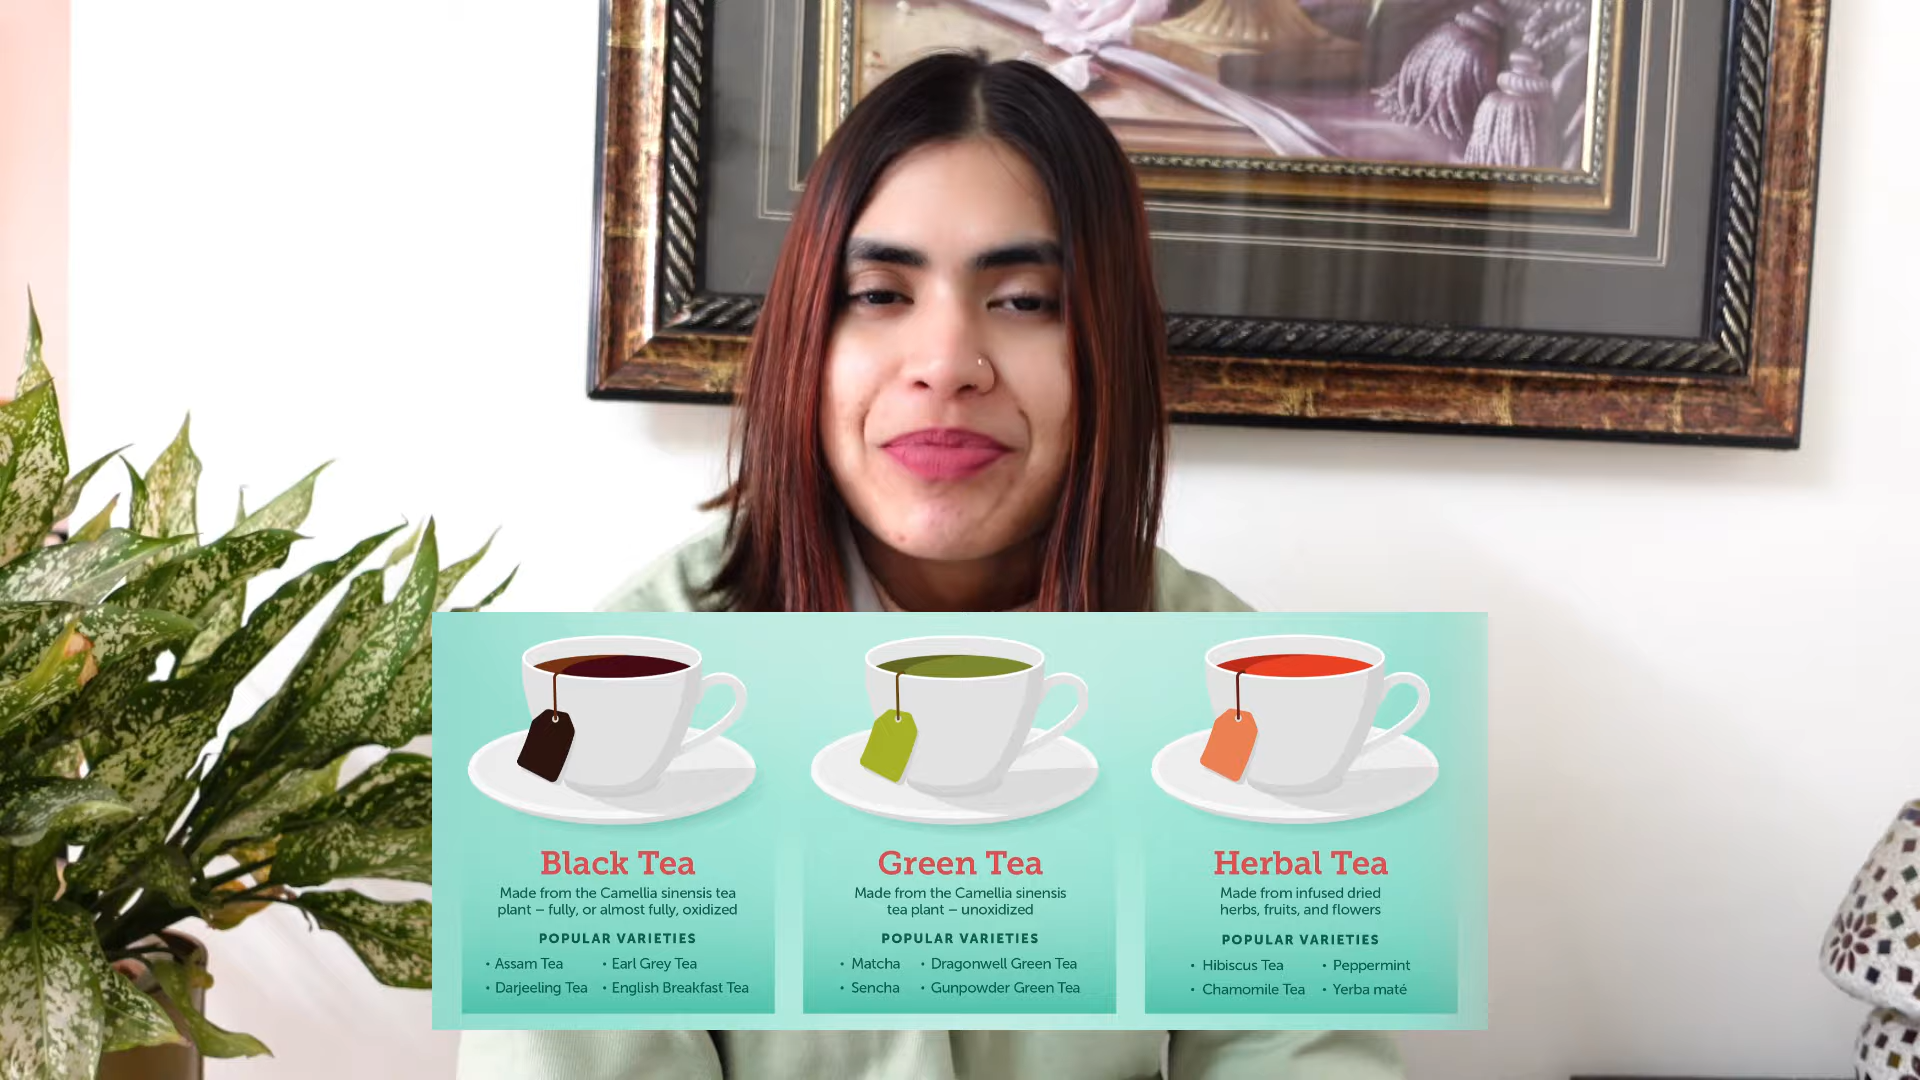 Black Tea
Made from the Camellia sinensis tea
plant – fully, or almost fully, oxidized
POPULAR VARIETIES
• Assam Tea • Earl Grey Tea
• Darjeeling Tea • English Breakfast Tea
Green Tea
Made from the Camellia sinensis
tea plant – unoxidized
POPULAR VARIETIES
• Matcha • Dragonwell Green Tea
• Sencha • Gunpowder Green Tea
Herbal Tea
Made from infused dried
herbs, fruits, and flowers
POPULAR VARIETIES
• Hibiscus Tea • Peppermint
• Chamomile Tea • Yerba maté